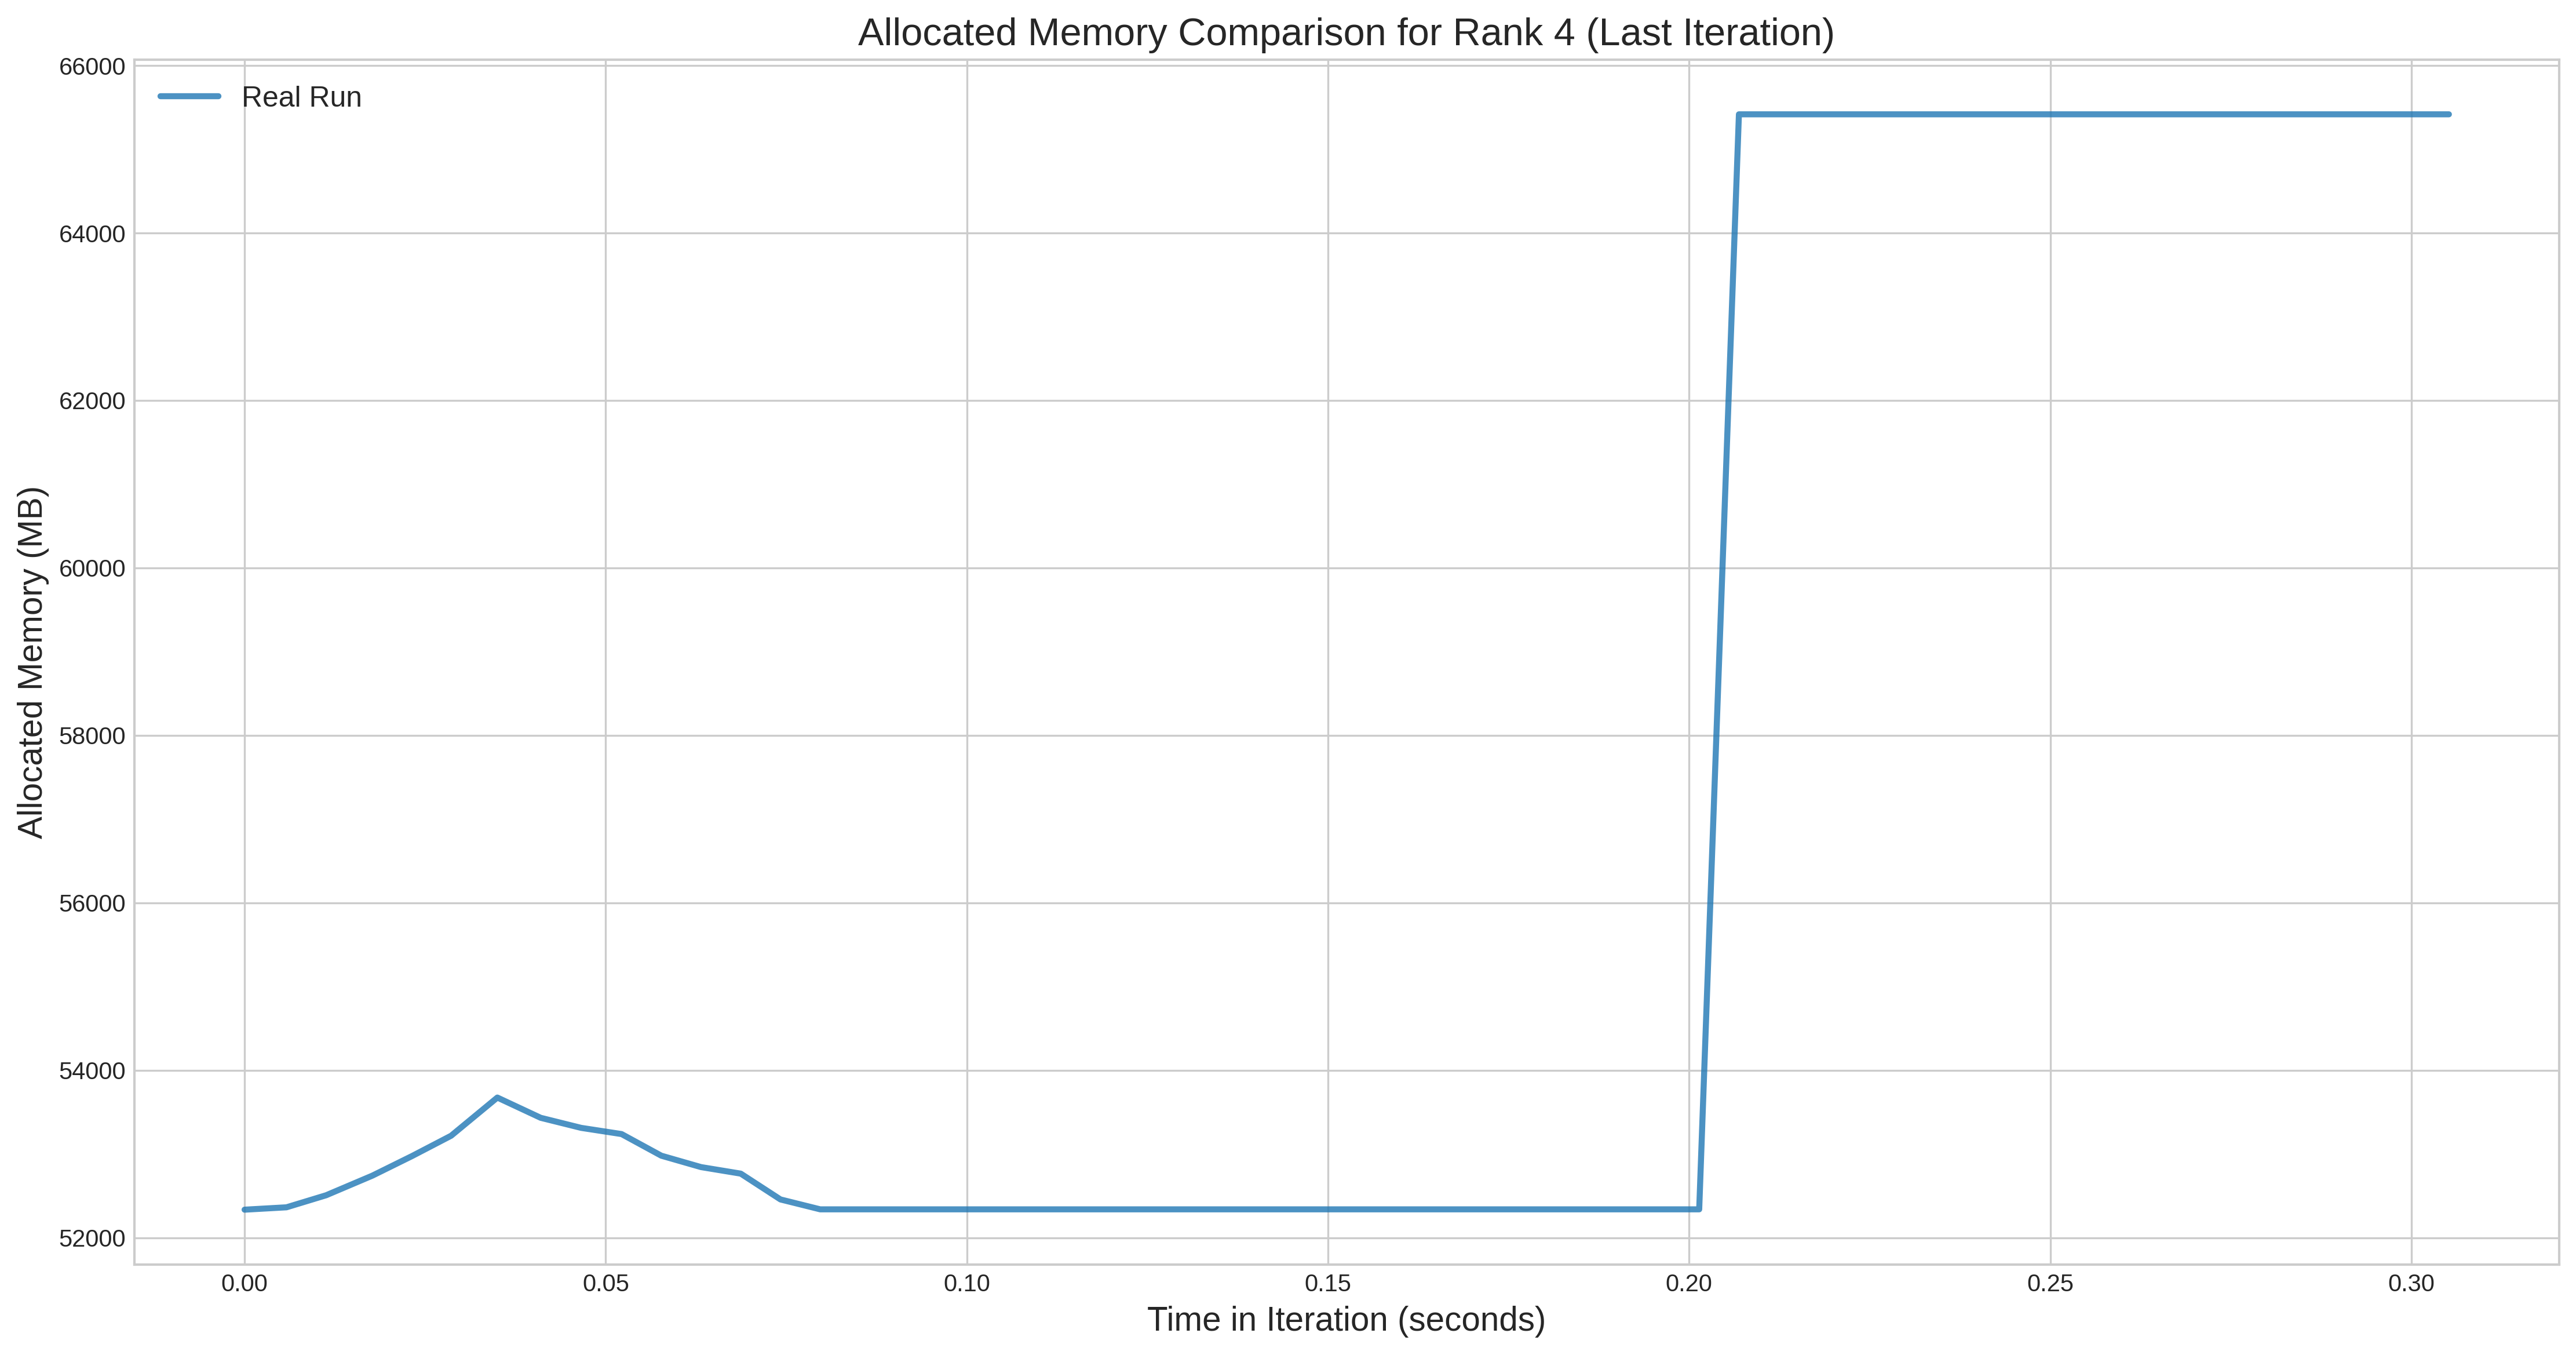 Allocated Memory Comparison for Rank 4 (Last Iteration)
Real Run
Allocated Memory (MB)
66000
64000
62000
60000
58000
56000
54000
52000
0.00 0.05 0.10 0.15 0.20 0.25 0.30
Time in Iteration (seconds)